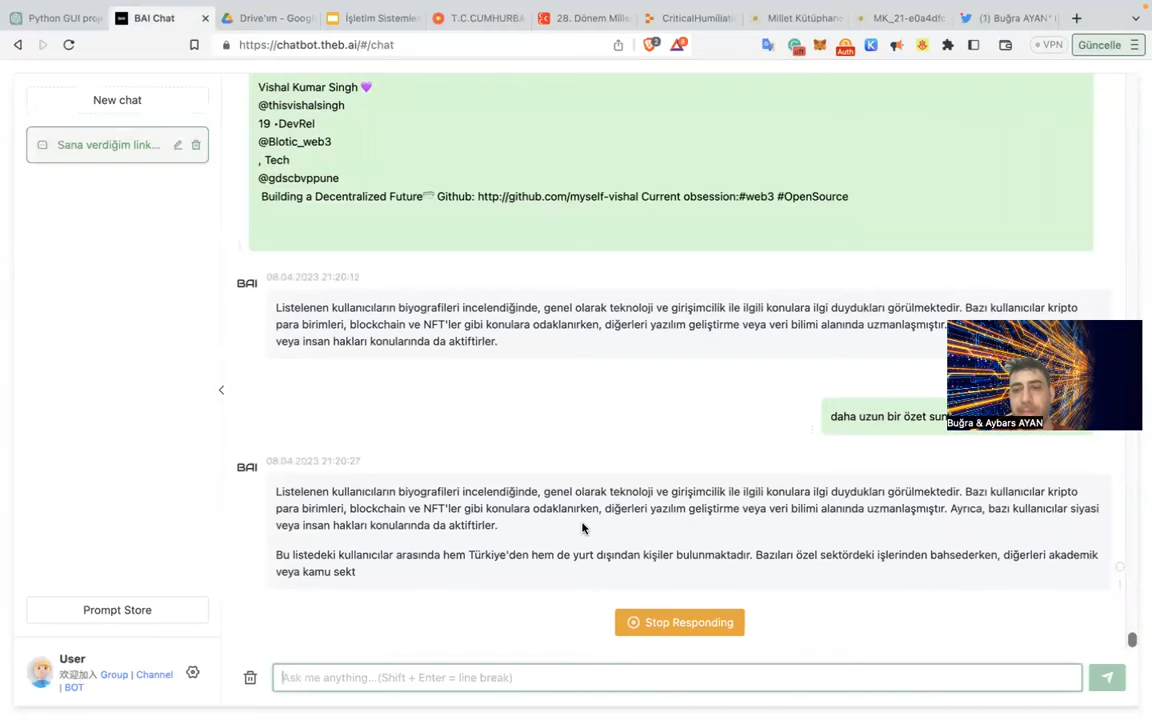 Python GUI proj
BAI Chat
Drive'ım - Googl
İşletim Sistemle
T.C.CUMHURBA
28. Dönem Mille
CriticalHumiliat
Millet Kütüphane
MK_21-e0a4dfc
(1) Buğra AYAN
https://chatbot.theb.ai/#/chat
2
off
Auth
VPN
Güncelle
New chat
Sana verdiğim link...
Vishal Kumar Singh 💜
@thisvishalsingh
19 •DevRel
@Blotic_web3
, Tech
@gdscbvppune
Building a Decentralized Future Github: http://github.com/myself-vishal Current obsession:#web3 #OpenSource
BAI
08.04.2023 21:20:12
Listelenen kullanıcıların biyografileri incelendiğinde, genel olarak teknoloji ve girişimcilik ile ilgili konulara ilgi duydukları görülmektedir. Bazı kullanıcılar kripto
para birimleri, blockchain ve NFT'ler gibi konulara odaklanırken, diğerleri yazılım geliştirme veya veri bilimi alanında uzmanlaşmıştır.
veya insan hakları konularında da aktiftirler.
daha uzun bir özet sun
Buğra & Aybars AYAN
BAI
08.04.2023 21:20:27
Listelenen kullanıcıların biyografileri incelendiğinde, genel olarak teknoloji ve girişimcilik ile ilgili konulara ilgi duydukları görülmektedir. Bazı kullanıcılar kripto
para birimleri, blockchain ve NFT'ler gibi konulara odaklanırken, diğerleri yazılım geliştirme veya veri bilimi alanında uzmanlaşmıştır. Ayrıca, bazı kullanıcılar siyasi
veya insan hakları konularında da aktiftirler.
Bu listedeki kullanıcılar arasında hem Türkiye'den hem de yurt dışından kişiler bulunmaktadır. Bazıları özel sektördeki işlerinden bahsederken, diğerleri akademik
veya kamu sekt
Stop Responding
Prompt Store
User
欢迎加入 Group | Channel
| BOT
Ask me anything...(Shift + Enter = line break)